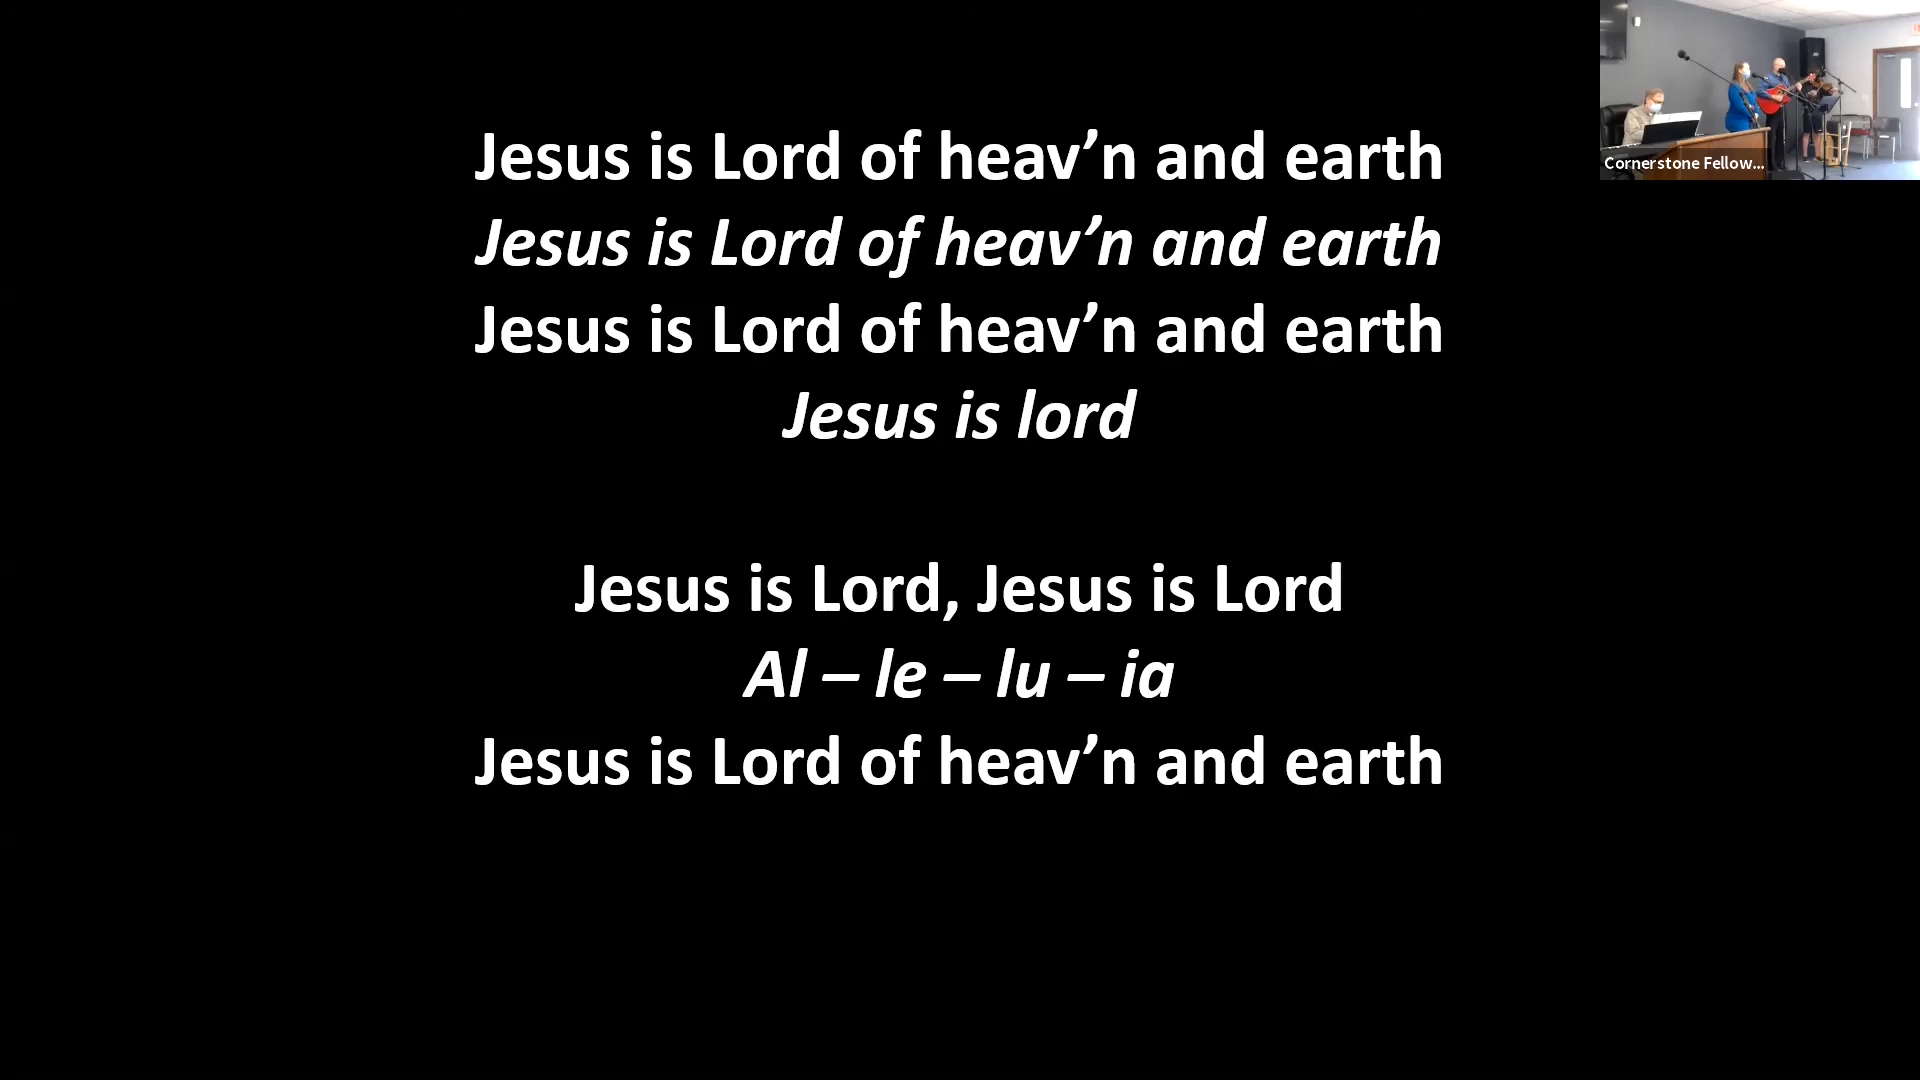 Jesus is Lord of heav’n and earth
Jesus is Lord of heav’n and earth
Jesus is Lord of heav’n and earth
Jesus is lord
Jesus is Lord, Jesus is Lord
Al – le – lu – ia
Jesus is Lord of heav’n and earth
Cornerstone Fellow...